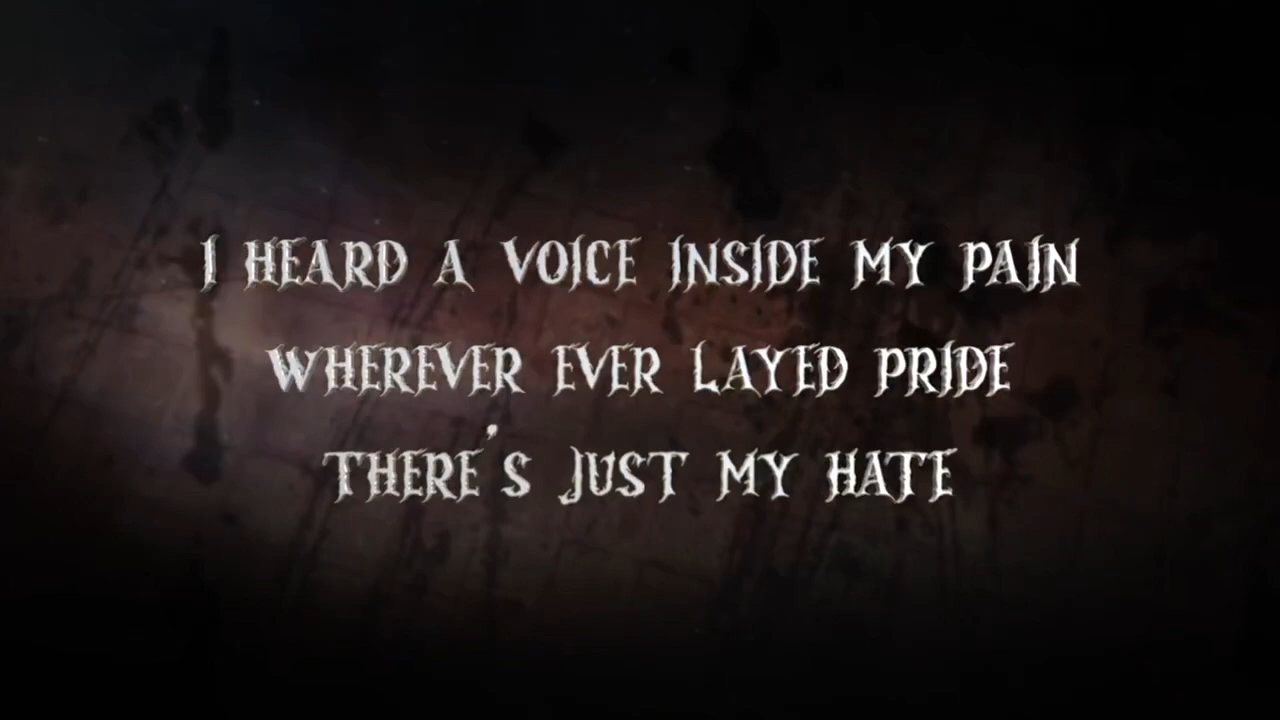 I HEARD A VOICE INSIDE MY PAIN
WHEREVER EVER LAYED PRIDE
THERE'S JUST MY HATE